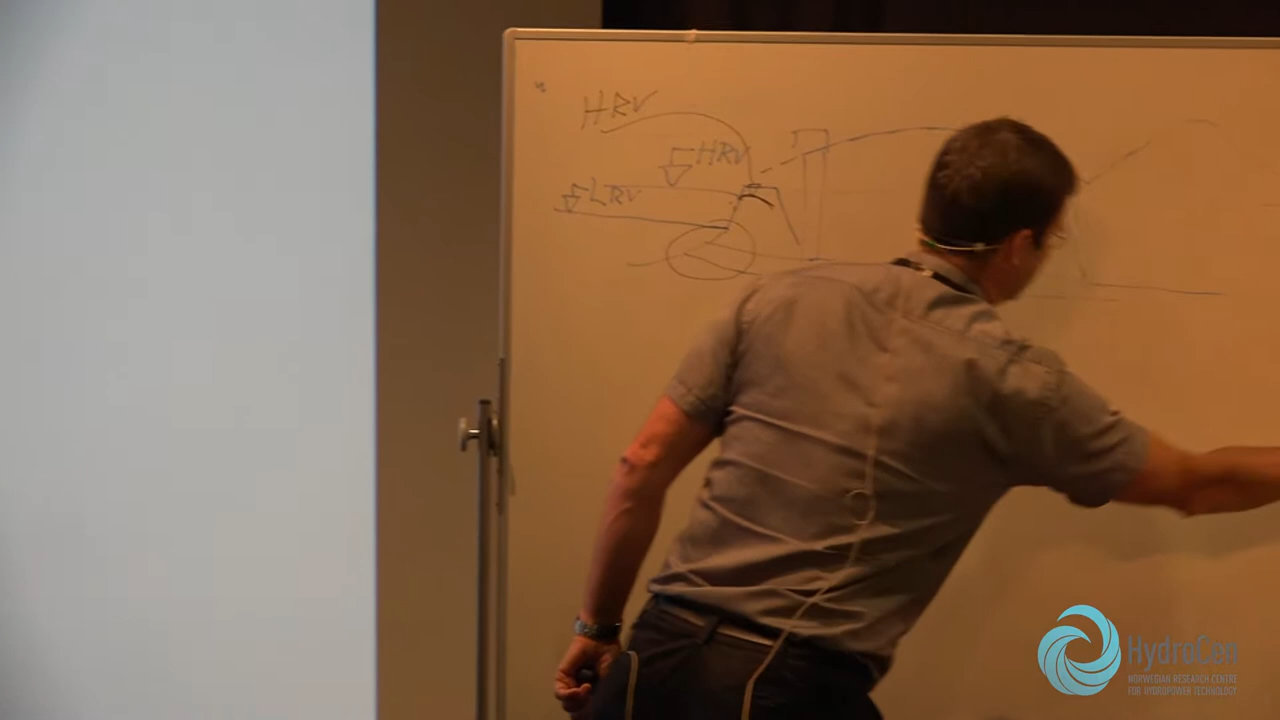 HRV
HRV
LRV
HydroCen
NORWEGIAN RESEARCH CENTRE
FOR HYDROPOWER TECHNOLOGY